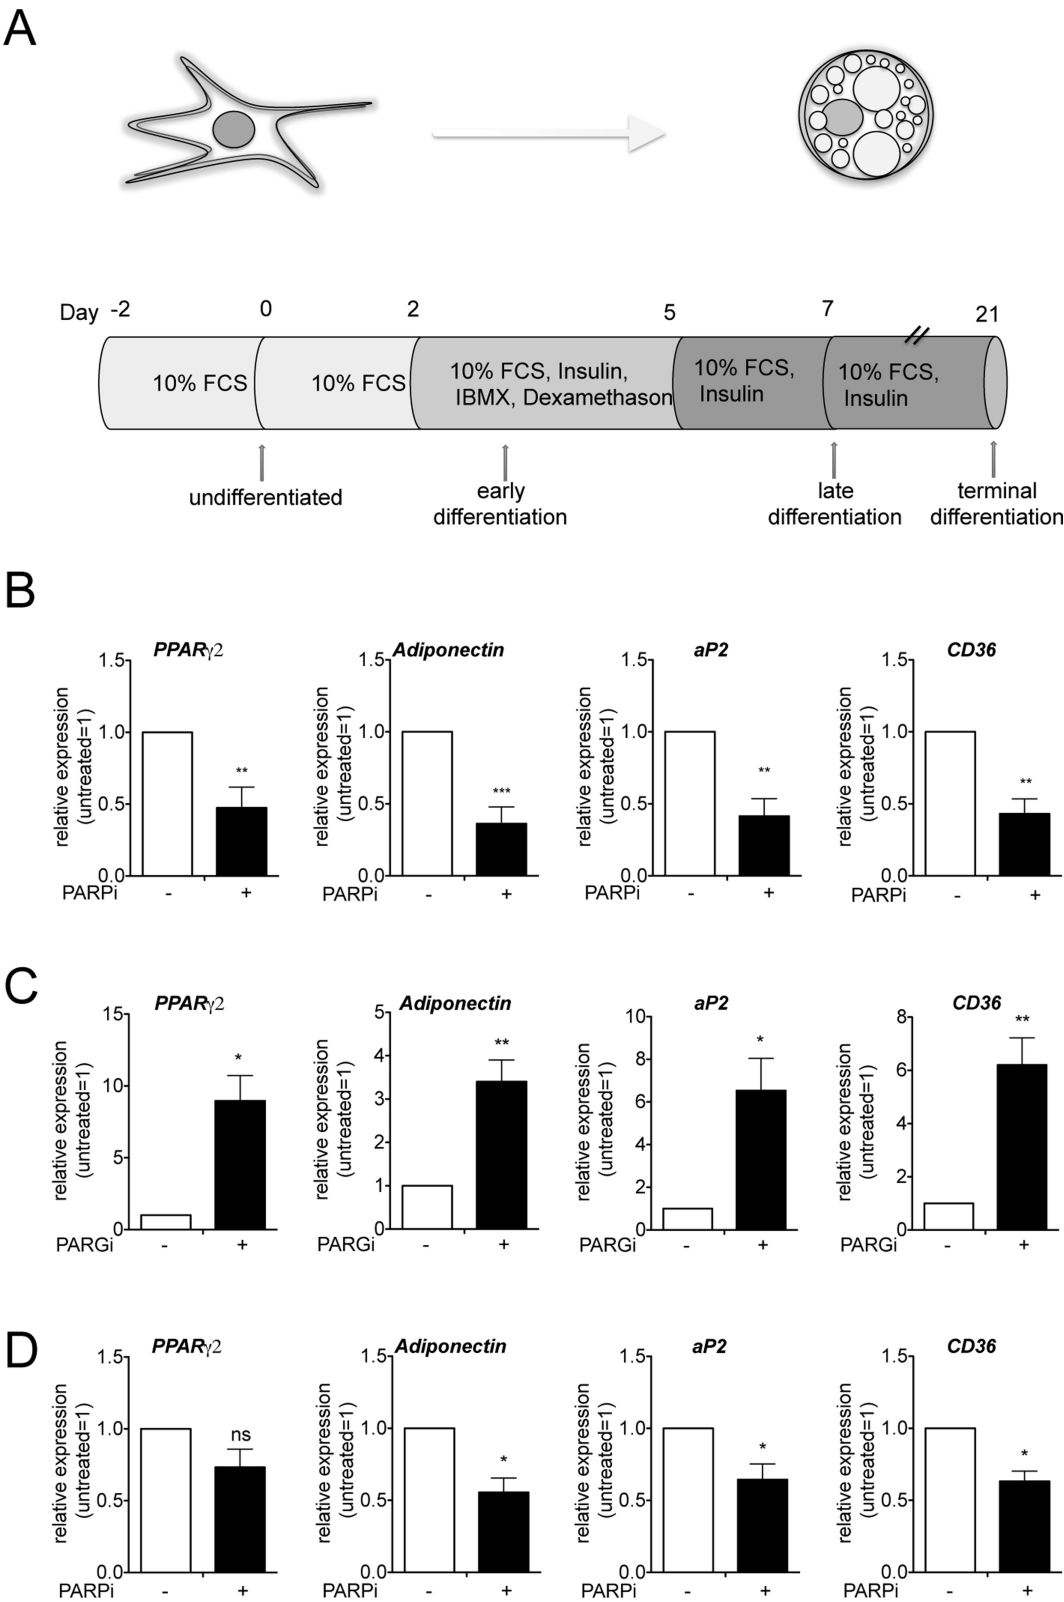 A
Day -2 0 2 5 7 21
10% FCS
10% FCS
10% FCS, Insulin,
IBMX, Dexamethason
10% FCS,
Insulin
10% FCS,
Insulin
undifferentiated
early
differentiation
late
differentiation
terminal
differentiation
B
PPARγ2
relative expression
(untreated=1)
1.5
1.0
0.5
0.0
**
PARPi - +
Adiponectin
relative expression
(untreated=1)
1.5
1.0
0.5
0.0
***
PARPi - +
aP2
relative expression
(untreated=1)
1.5
1.0
0.5
0.0
**
PARPi - +
CD36
relative expression
(untreated=1)
1.5
1.0
0.5
0.0
**
PARPi - +
C
PPARγ2
relative expression
(untreated=1)
15
10
5
0
*
PARGi - +
Adiponectin
relative expression
(untreated=1)
5
4
3
2
1
0
**
PARGi - +
aP2
relative expression
(untreated=1)
10
8
6
4
2
0
*
PARGi - +
CD36
relative expression
(untreated=1)
8
6
4
2
0
**
PARGi - +
D
PPARγ2
relative expression
(untreated=1)
1.5
1.0
0.5
0.0
ns
PARPi - +
Adiponectin
relative expression
(untreated=1)
1.5
1.0
0.5
0.0
*
PARPi - +
aP2
relative expression
(untreated=1)
1.5
1.0
0.5
0.0
*
PARPi - +
CD36
relative expression
(untreated=1)
1.5
1.0
0.5
0.0
*
PARPi - +